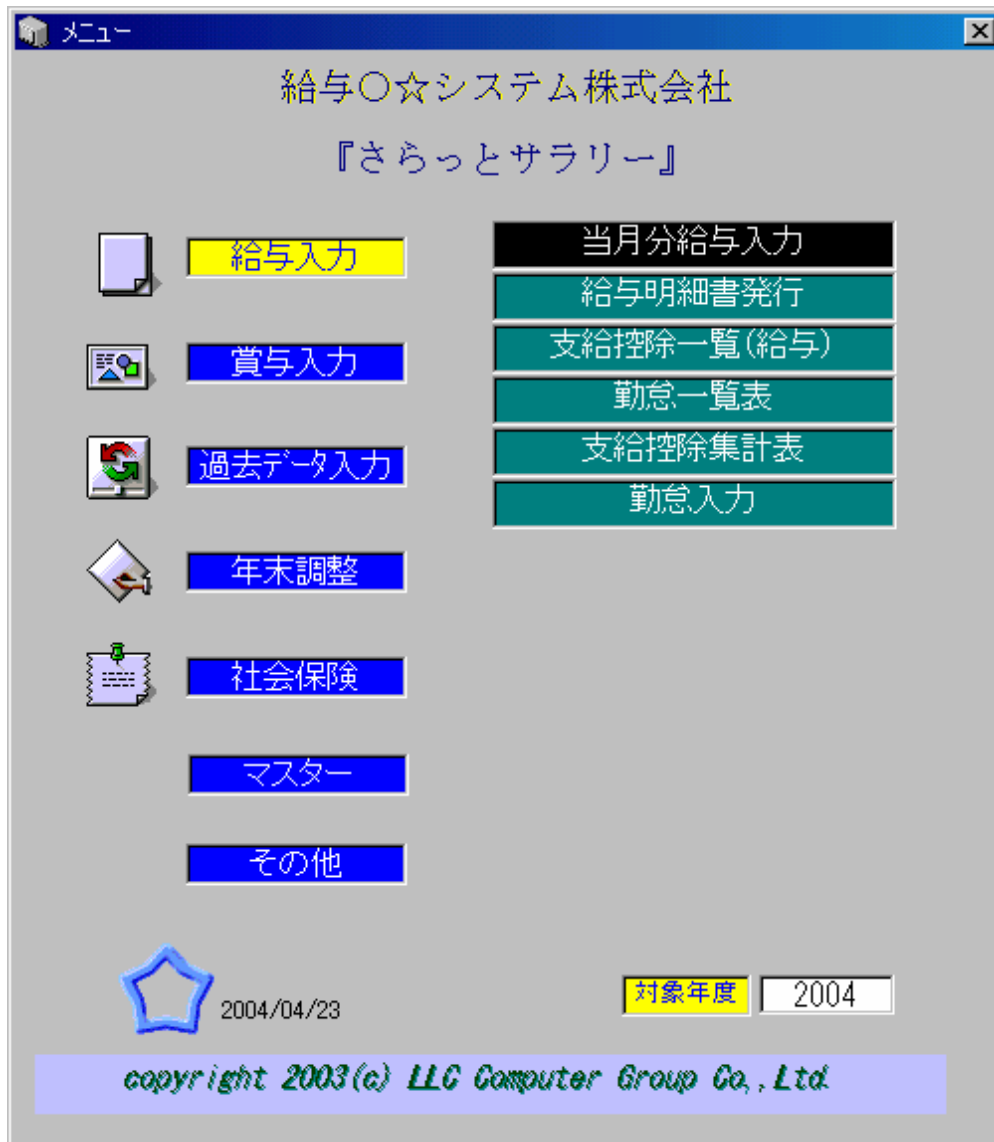 メニュー
給与〇☆システム株式会社
『さらっとサラリー』
給与入力
賞与入力
過去データ入力
年末調整
社会保険
マスター
その他
当月分給与入力
給与明細書発行
支給控除一覧(給与)
勤怠一覧表
支給控除集計表
勤怠入力
2004/04/23
対象年度 2004
copyright 2003(c) LLC Computer Group Co,.Ltd.